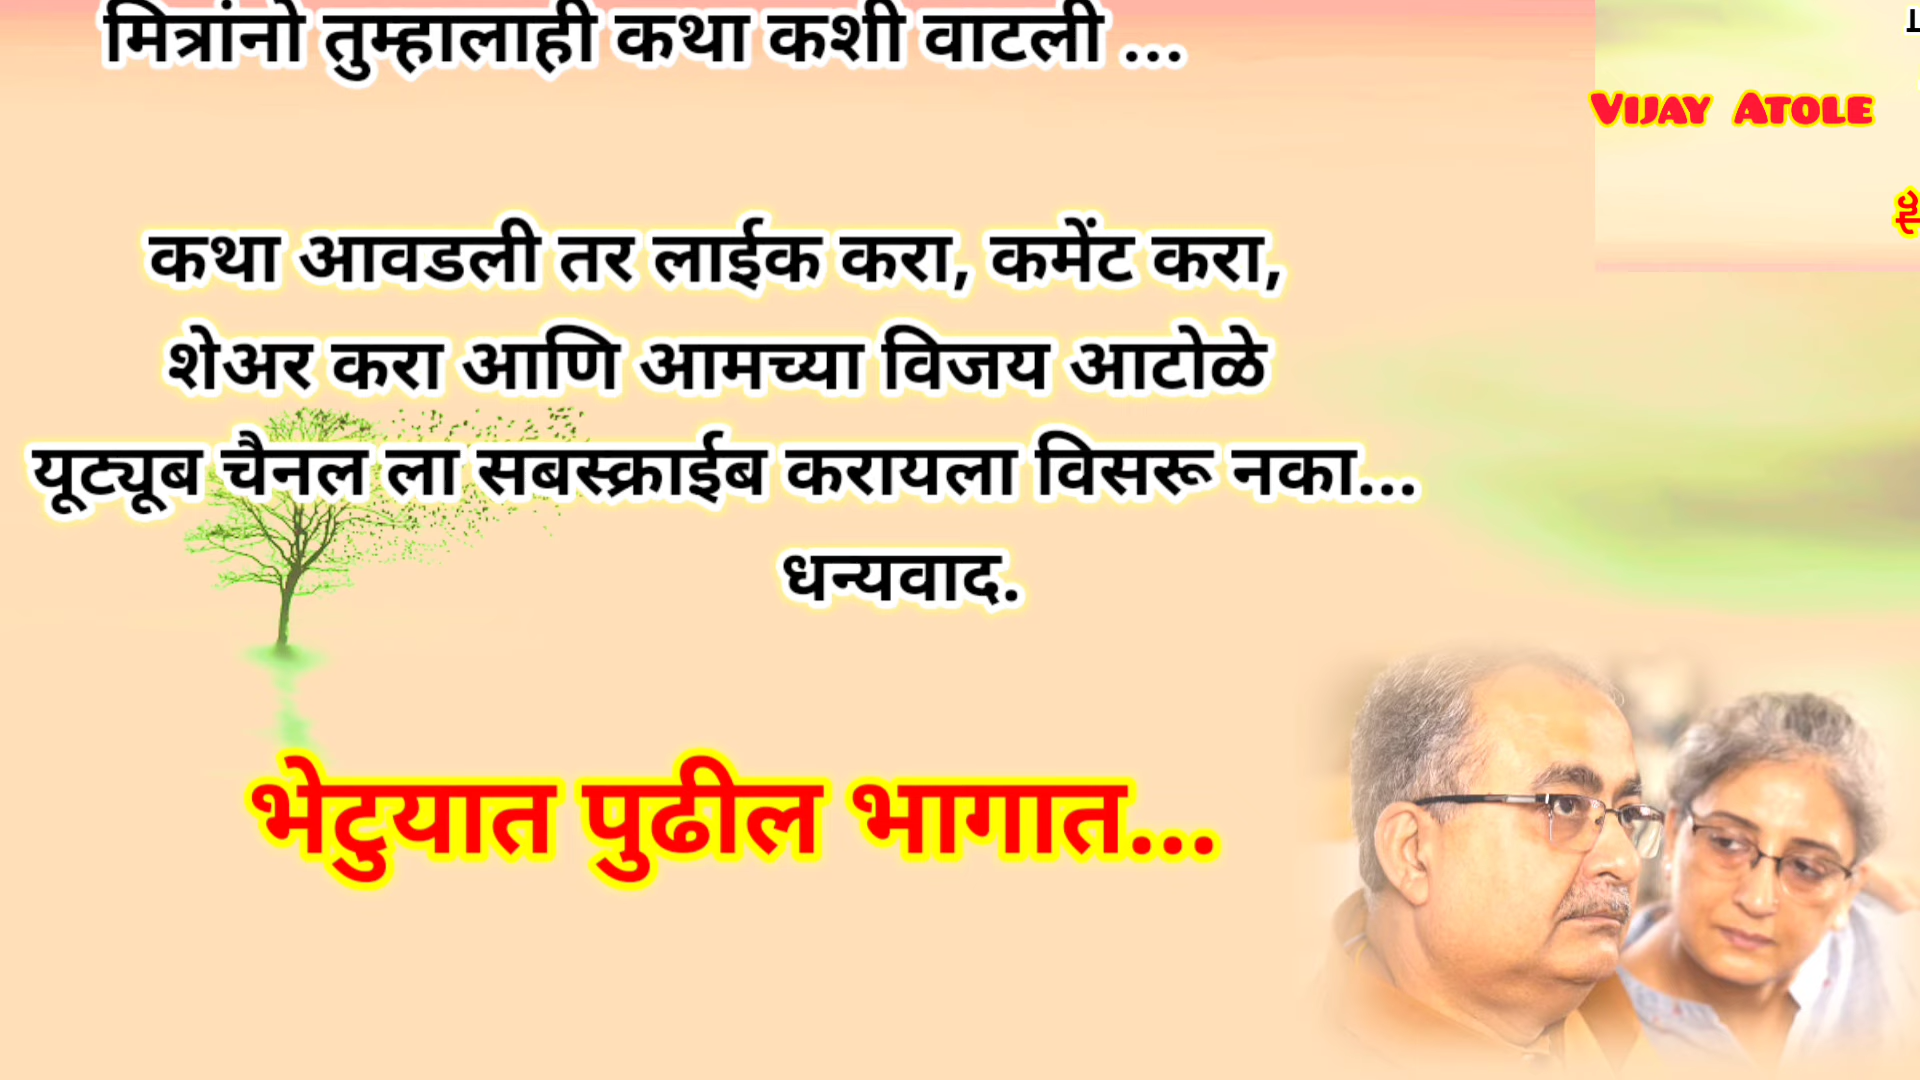 मित्रांनो तुम्हालाही कथा कशी वाटली ...
Vijay Atole
कथा आवडली तर लाईक करा, कमेंट करा,
शेअर करा आणि आमच्या विजय आटोळे
यूट्यूब चैनल ला सबस्क्राईब करायला विसरू नका...
धन्यवाद.
भेटुयात पुढील भागात...